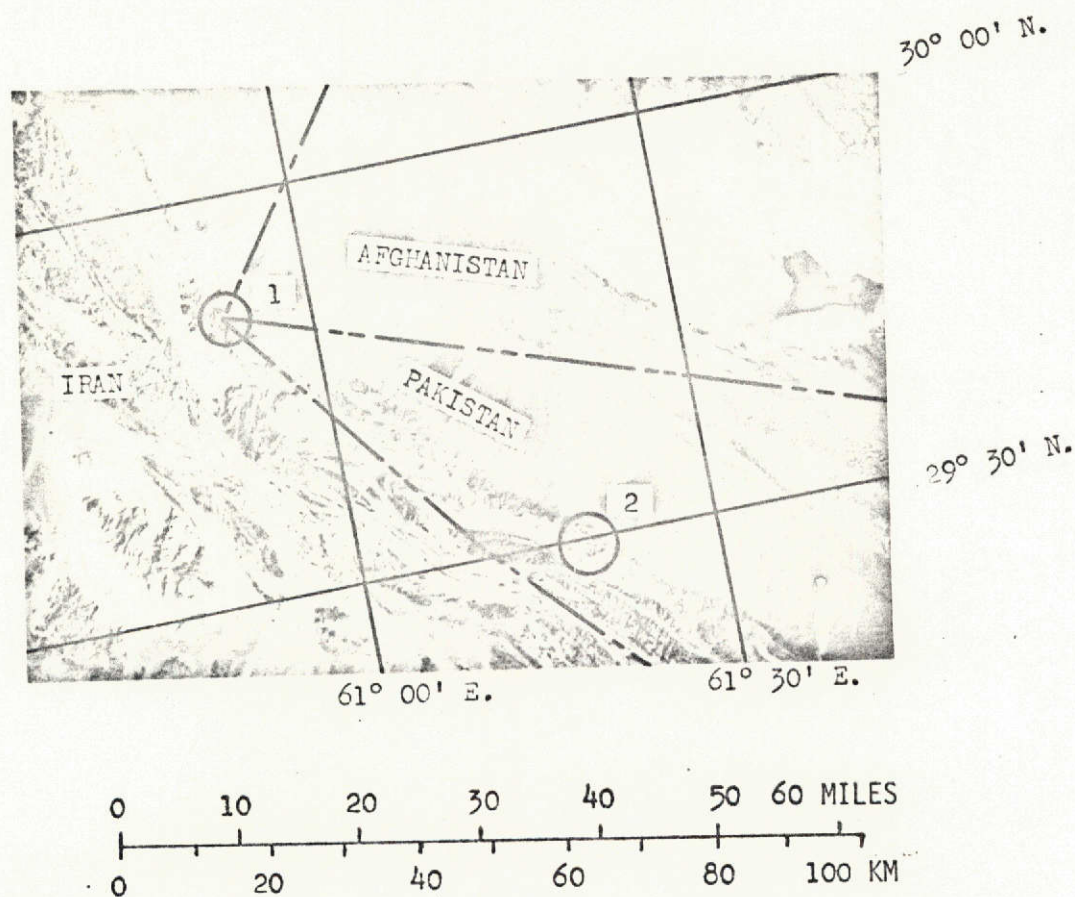 30° 00' N.
AFGHANISTAN
1
IRAN
PAKISTAN
29° 30' N.
2
61° 00' E.
61° 30' E.
0 10 20 30 40 50 60 MILES
0 20 40 60 80 100 KM